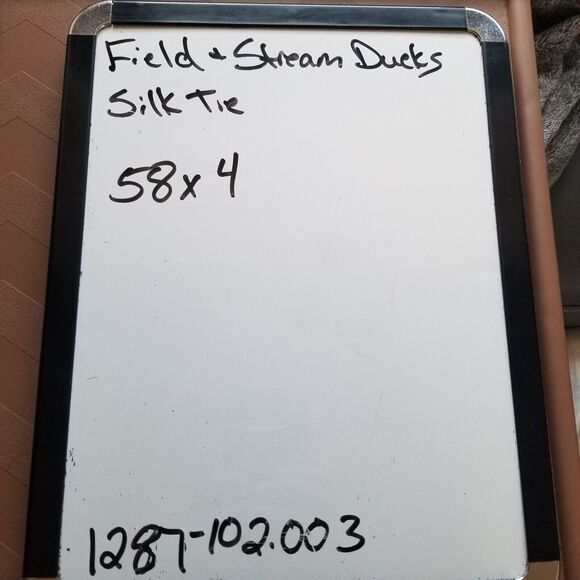 Field + Stream Ducks
Silk Tie
58x4
1287-102.003